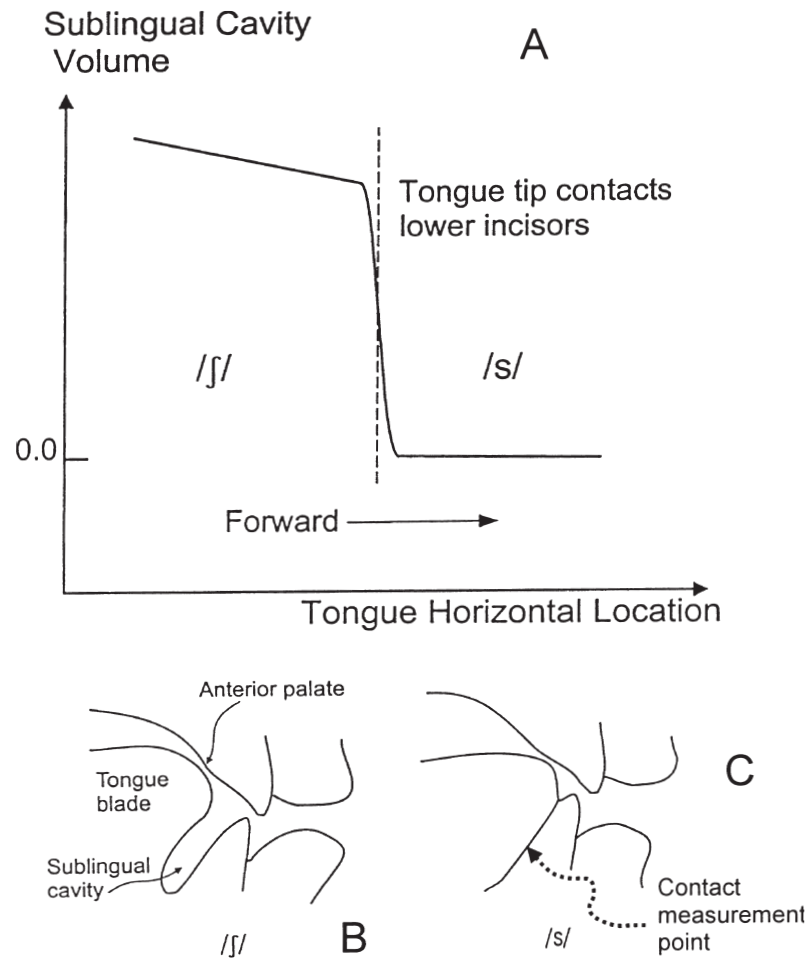 Sublingual Cavity
Volume
A
Tongue tip contacts
lower incisors
/ʃ/
/s/
0.0
Forward
Tongue Horizontal Location
Anterior palate
Tongue
blade
Sublingual
cavity
/ʃ/
B
C
Contact
measurement
point
/s/